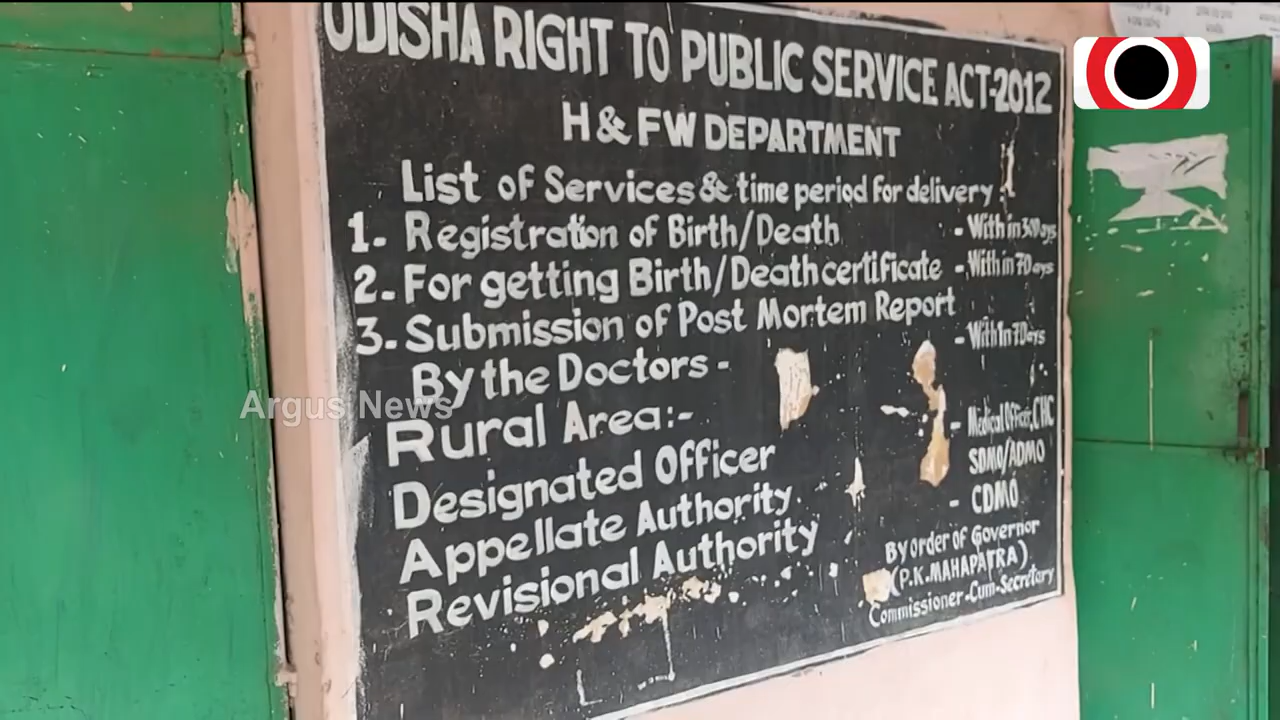 ODISHA RIGHT TO PUBLIC SERVICE ACT-2012
H & FW DEPARTMENT
List of Services & time period for delivery :
1- Registration of Birth/Death - Within 30 Days
2- For getting Birth/Death certificate - Within 7 Days
3- Submission of Post Mortem Report
By the Doctors - - Within 7 Days
Rural Area:-
Designated Officer - Medical Officer, CHC
Appellate Authority SDMO/ADMO
Revisional Authority - CDMO
By order of Governor
(P.K.MAHAPATRA)
Commissioner-Cum-Secretary
Argus News